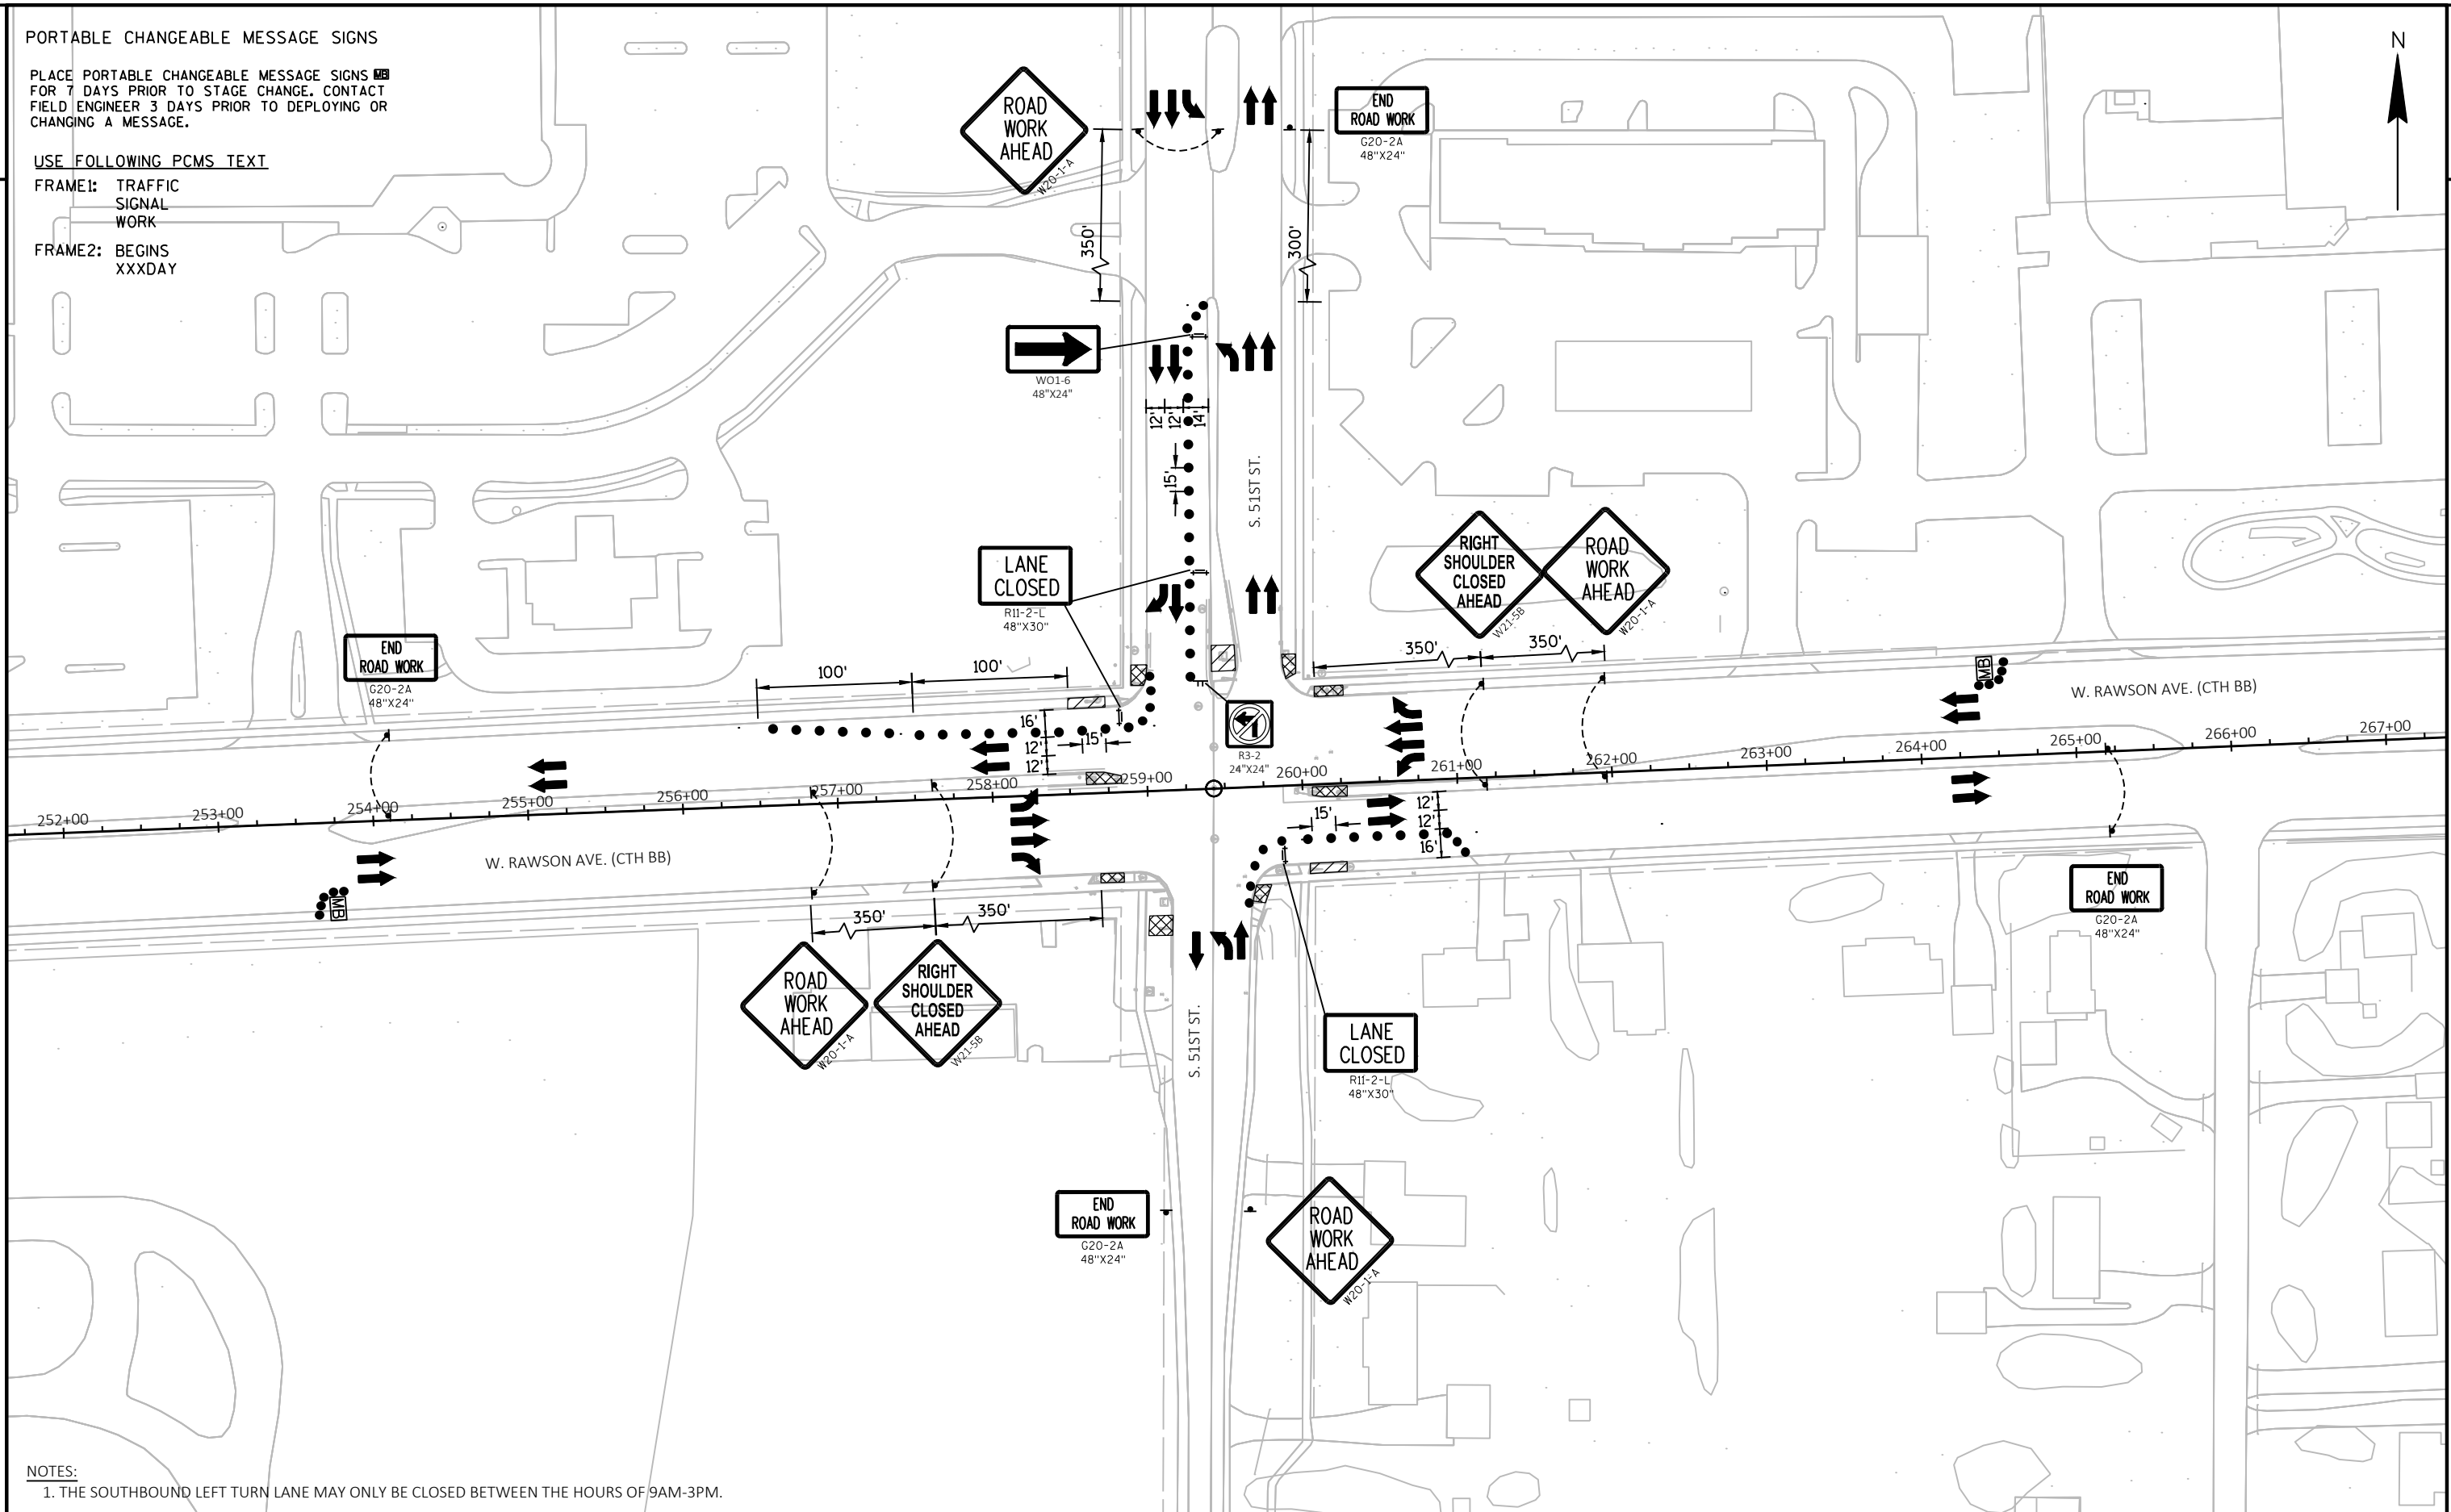 PORTABLE CHANGEABLE MESSAGE SIGNS
PLACE PORTABLE CHANGEABLE MESSAGE SIGNS MB
FOR 7 DAYS PRIOR TO STAGE CHANGE. CONTACT
FIELD ENGINEER 3 DAYS PRIOR TO DEPLOYING OR
CHANGING A MESSAGE.
USE FOLLOWING PCMS TEXT
FRAME1: TRAFFIC
SIGNAL
WORK
FRAME2: BEGINS
XXXDAY
ROAD
WORK
AHEAD
W20-1-A
END
ROAD WORK
G20-2A
48"X24"
N
350'
300'
WO1-6
48"X24"
12'
12'
14'
15'
S. 51ST ST.
LANE
CLOSED
R11-2-L
48"X30"
RIGHT
SHOULDER
CLOSED
AHEAD
W21-5B
ROAD
WORK
AHEAD
W20-1-A
350'
350'
END
ROAD WORK
G20-2A
48"X24"
100'
100'
16'
12'
12'
15'
R3-2
24"X24"
MB
W. RAWSON AVE. (CTH BB)
252+00
253+00
254+00
255+00
256+00
257+00
258+00
259+00
260+00
261+00
262+00
263+00
264+00
265+00
266+00
267+00
15'
12'
12'
16'
W. RAWSON AVE. (CTH BB)
MB
350'
350'
ROAD
WORK
AHEAD
W20-1-A
RIGHT
SHOULDER
CLOSED
AHEAD
W21-5B
END
ROAD WORK
G20-2A
48"X24"
S. 51ST ST.
LANE
CLOSED
R11-2-L
48"X30"
END
ROAD WORK
G20-2A
48"X24"
ROAD
WORK
AHEAD
W20-1-A
NOTES:
1. THE SOUTHBOUND LEFT TURN LANE MAY ONLY BE CLOSED BETWEEN THE HOURS OF 9AM-3PM.